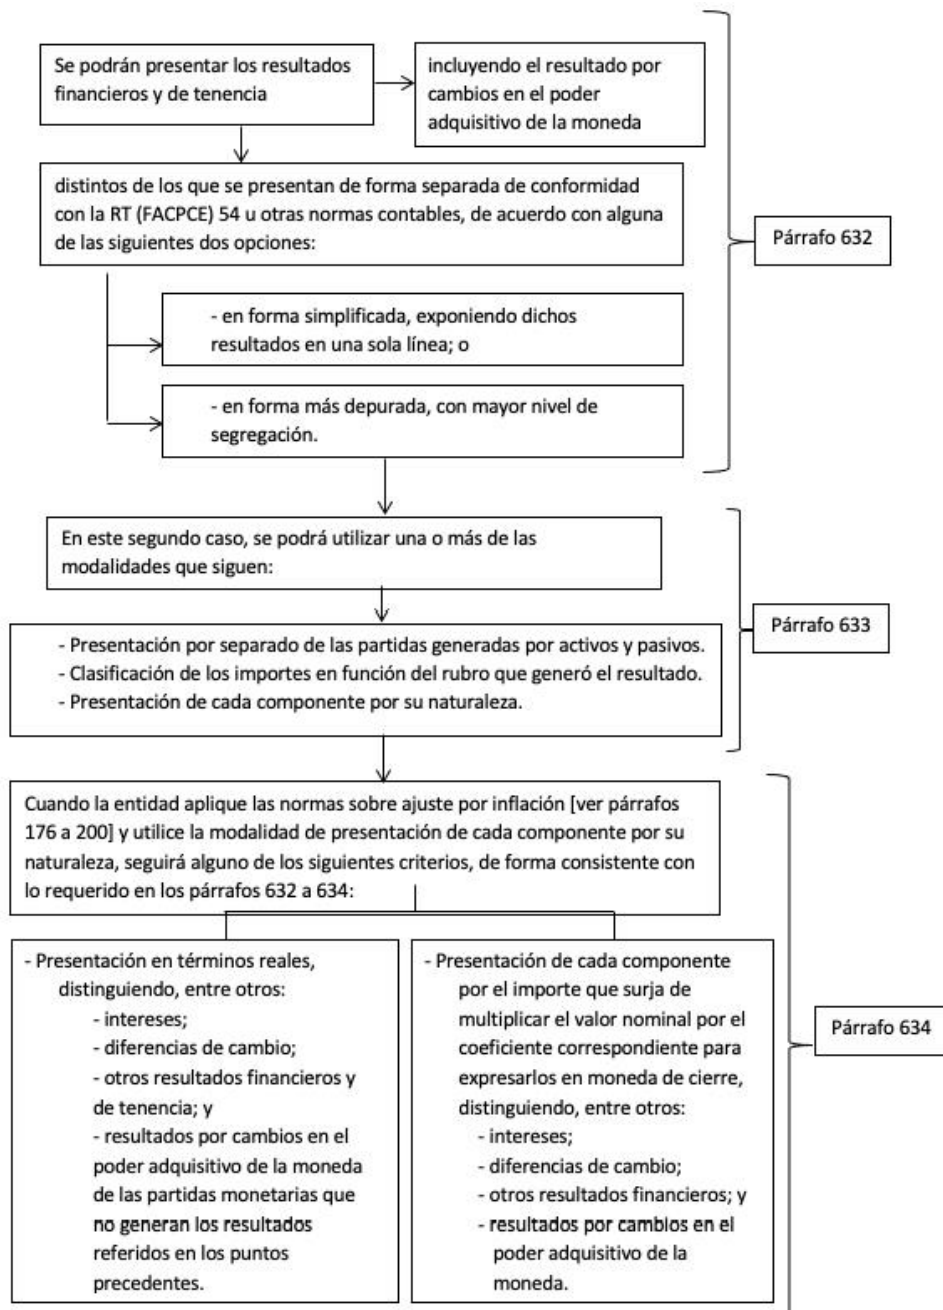 Se podrán presentar los resultados
financieros y de tenencia
incluyendo el resultado por
cambios en el poder
adquisitivo de la moneda
distintos de los que se presentan de forma separada de conformidad
con la RT (FACPCE) 54 u otras normas contables, de acuerdo con alguna
de las siguientes dos opciones:
Párrafo 632
- en forma simplificada, exponiendo dichos
resultados en una sola línea; o
- en forma más depurada, con mayor nivel de
segregación.
En este segundo caso, se podrá utilizar una o más de las
modalidades que siguen:
Párrafo 633
- Presentación por separado de las partidas generadas por activos y pasivos.
- Clasificación de los importes en función del rubro que generó el resultado.
- Presentación de cada componente por su naturaleza.
Cuando la entidad aplique las normas sobre ajuste por inflación [ver párrafos
176 a 200] y utilice la modalidad de presentación de cada componente por su
naturaleza, seguirá alguno de los siguientes criterios, de forma consistente con
lo requerido en los párrafos 632 a 634:
- Presentación en términos reales,
distinguiendo, entre otros:
- intereses;
- diferencias de cambio;
- otros resultados financieros y
de tenencia; y
- resultados por cambios en el
poder adquisitivo de la moneda
de las partidas monetarias que
no generan los resultados
referidos en los puntos
precedentes.
- Presentación de cada componente
por el importe que surja de
multiplicar el valor nominal por el
coeficiente correspondiente para
expresarlos en moneda de cierre,
distinguiendo, entre otros:
- intereses;
- diferencias de cambio;
- otros resultados financieros; y
- resultados por cambios en el
poder adquisitivo de la
moneda.
Párrafo 634